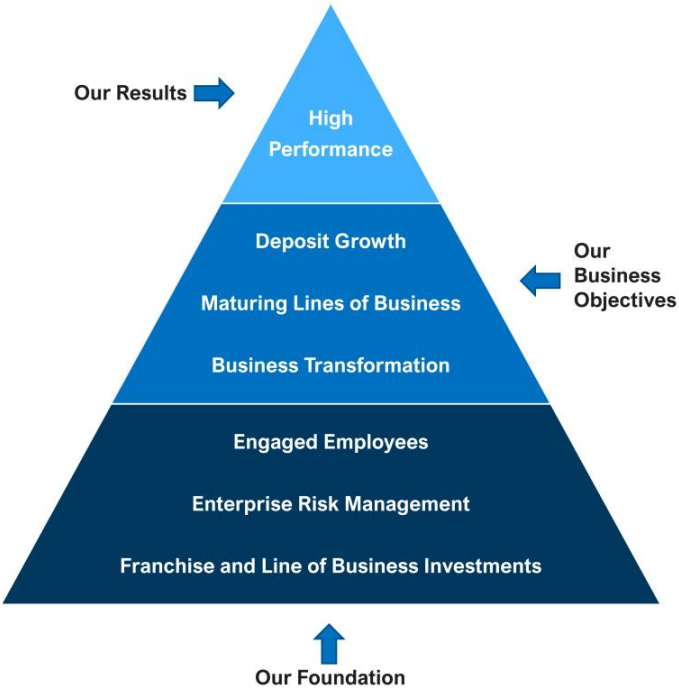 Our Results
High
Performance
Deposit Growth
Maturing Lines of Business
Business Transformation
Our
Business
Objectives
Engaged Employees
Enterprise Risk Management
Franchise and Line of Business Investments
Our Foundation